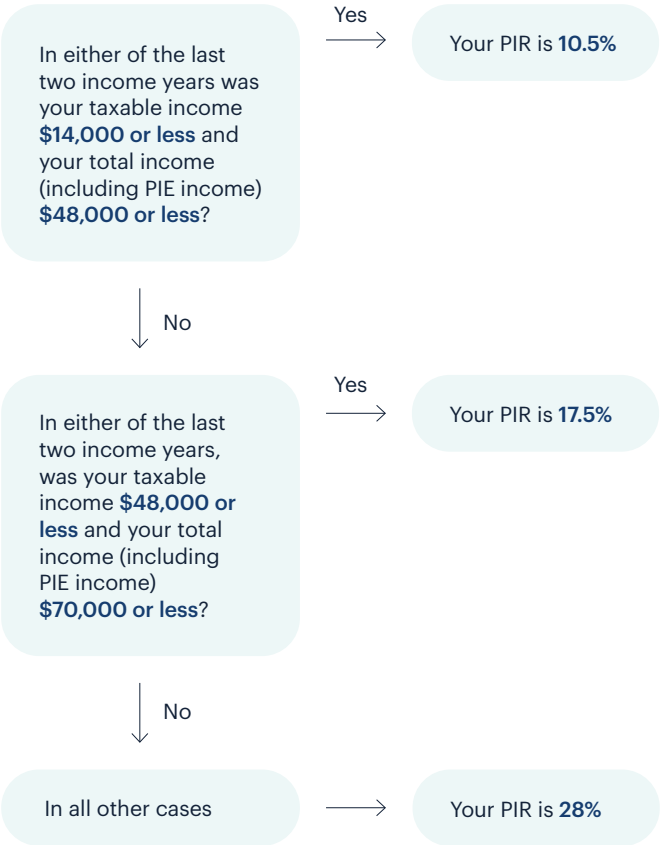 In either of the last
two income years was
your taxable income
$14,000 or less and
your total income
(including PIE income)
$48,000 or less?
Yes
Your PIR is 10.5%
No
In either of the last
two income years,
was your taxable
income $48,000 or
less and your total
income (including
PIE income)
$70,000 or less?
Yes
Your PIR is 17.5%
No
In all other cases
Your PIR is 28%